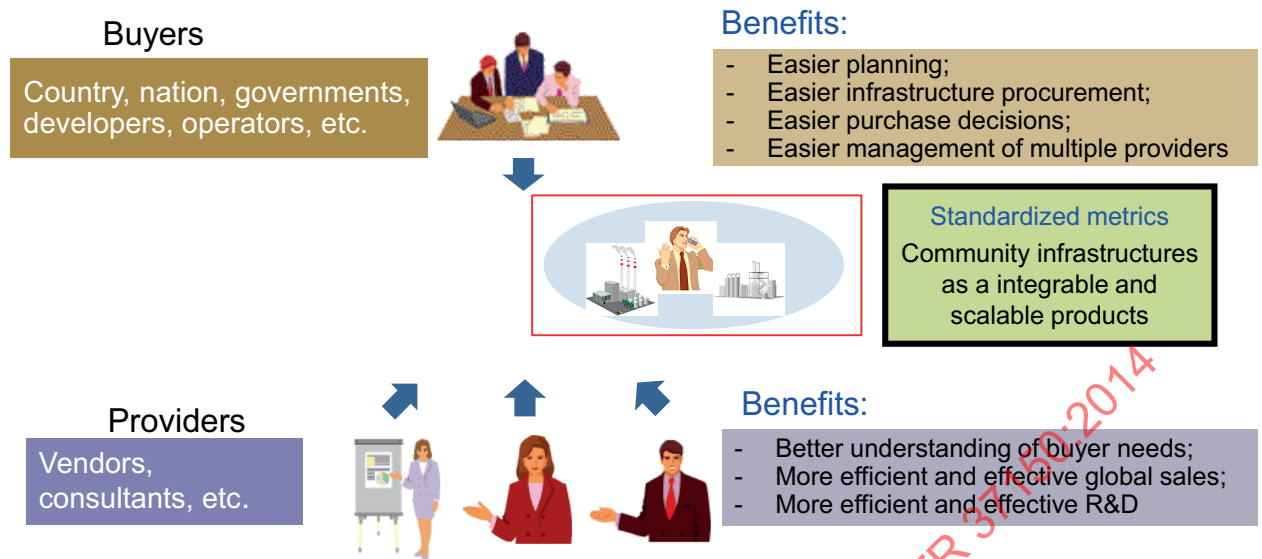 Buyers
Country, nation, governments,
developers, operators, etc.
Benefits:
- Easier planning;
- Easier infrastructure procurement;
- Easier purchase decisions;
- Easier management of multiple providers
Standardized metrics
Community infrastructures
as a integrable and
scalable products
Providers
Vendors,
consultants, etc.
Benefits:
- Better understanding of buyer needs;
- More efficient and effective global sales;
- More efficient and effective R&D
TR 37150:2014